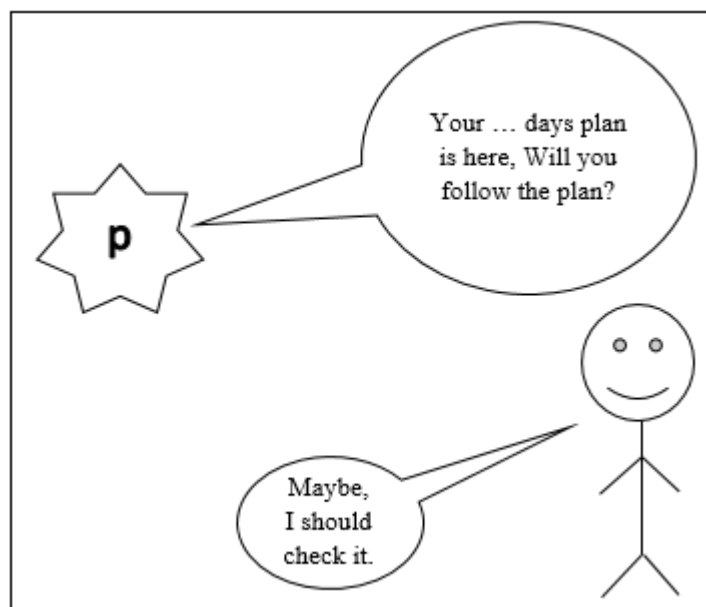 Your … days plan
is here, Will you
follow the plan?
p
Maybe,
I should
check it.